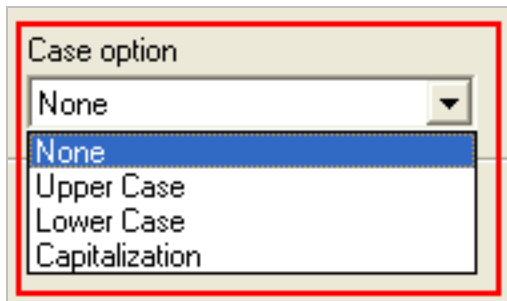 Case option
None
None
Upper Case
Lower Case
Capitalization